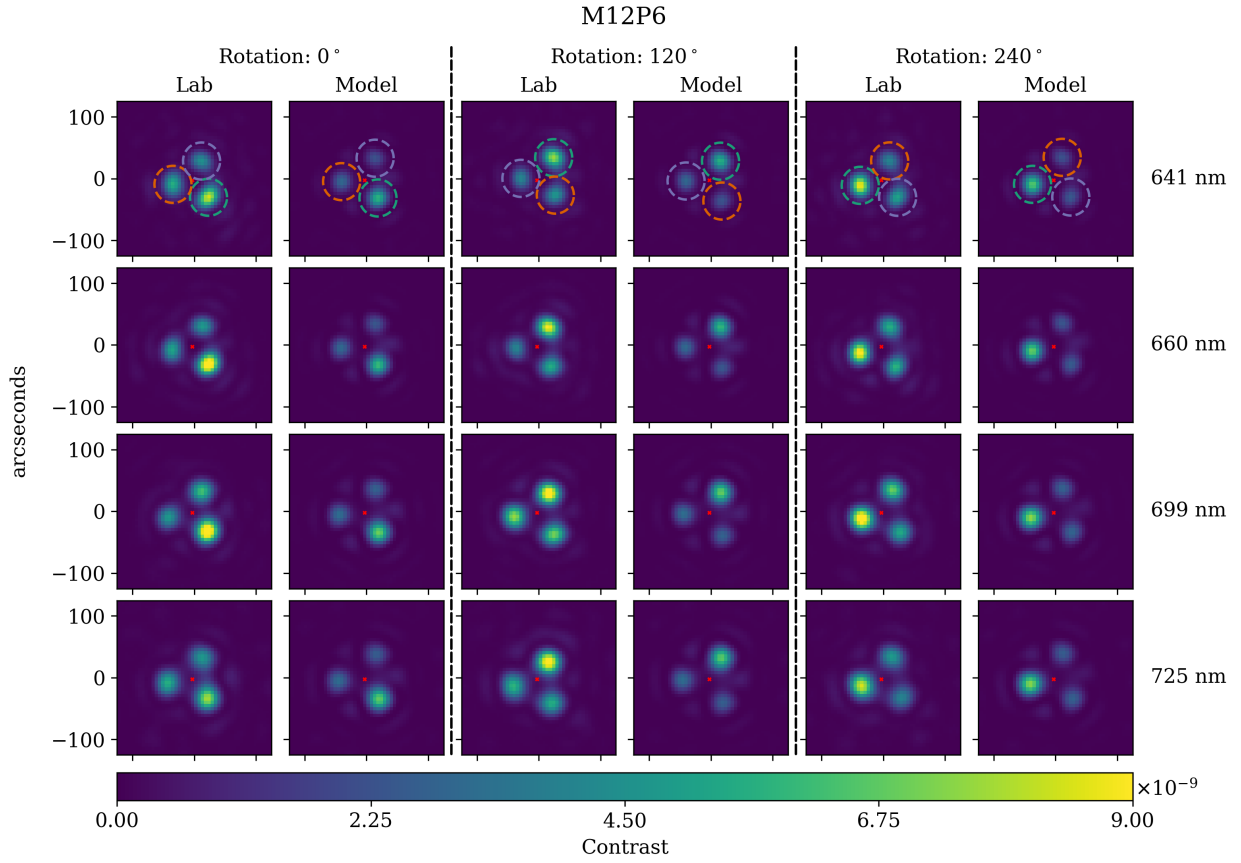 M12P6
Rotation: 0°
Rotation: 120°
Rotation: 240°
Lab
Model
Lab
Model
Lab
Model
100
0
−100
641 nm
100
0
−100
660 nm
arcseconds
100
0
−100
699 nm
100
0
−100
725 nm
×10⁻⁹
0.00
2.25
4.50
6.75
9.00
Contrast